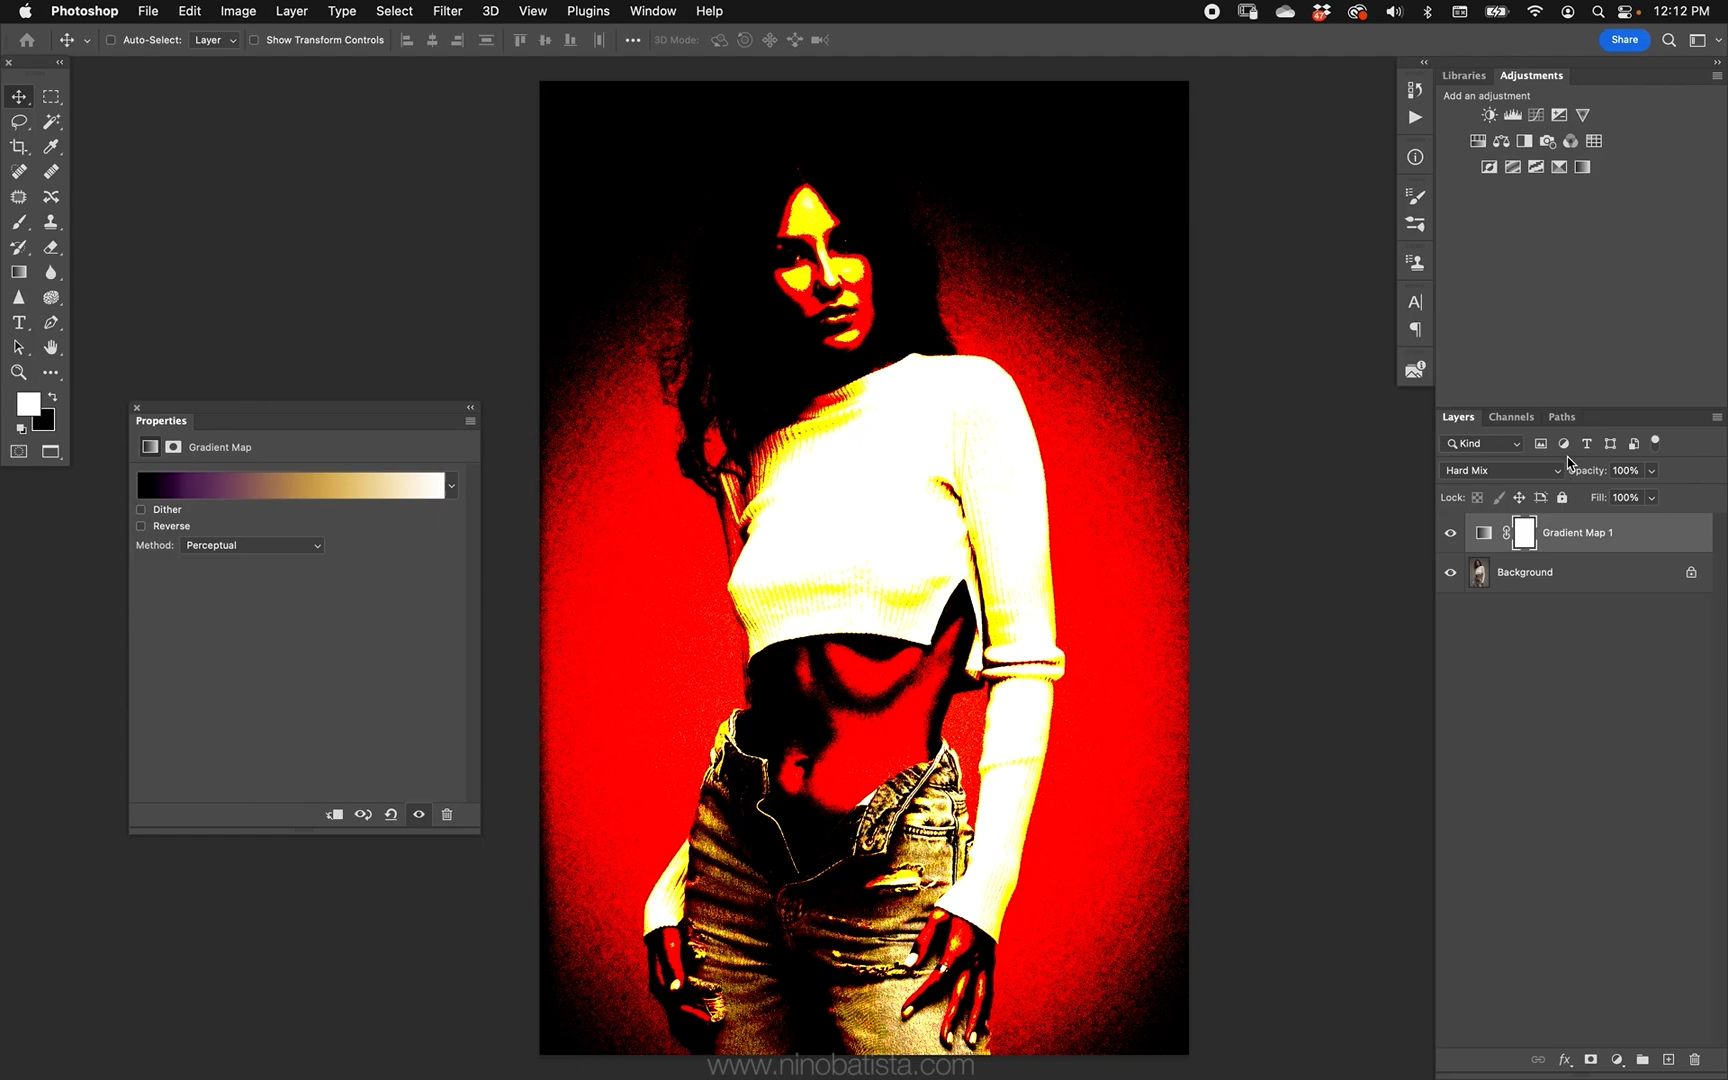 Photoshop File Edit Image Layer Type Select Filter 3D View Plugins Window Help 47 12:12 PM
Auto-Select: Layer Show Transform Controls 3D Mode: Share
Libraries Adjustments
Add an adjustment
Properties
Gradient Map
Dither
Reverse
Method: Perceptual
Layers Channels Paths
Kind
Hard Mix Opacity: 100%
Lock: Fill: 100%
Gradient Map 1
Background
fx
www.ninobatista.com